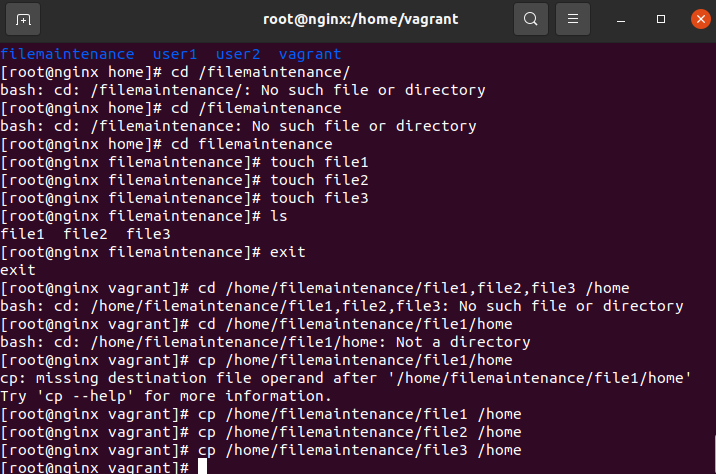 root@nginx:/home/vagrant
filemaintenance  user1  user2  vagrant
[root@nginx home]# cd /filemaintenance/
bash: cd: /filemaintenance/: No such file or directory
[root@nginx home]# cd /filemaintenance
bash: cd: /filemaintenance: No such file or directory
[root@nginx home]# cd filemaintenance
[root@nginx filemaintenance]# touch file1
[root@nginx filemaintenance]# touch file2
[root@nginx filemaintenance]# touch file3
[root@nginx filemaintenance]# ls
file1  file2  file3
[root@nginx filemaintenance]# exit
exit
[root@nginx vagrant]# cd /home/filemaintenance/file1,file2,file3 /home
bash: cd: /home/filemaintenance/file1,file2,file3: No such file or directory
[root@nginx vagrant]# cd /home/filemaintenance/file1/home
bash: cd: /home/filemaintenance/file1/home: Not a directory
[root@nginx vagrant]# cp /home/filemaintenance/file1/home
cp: missing destination file operand after '/home/filemaintenance/file1/home'
Try 'cp --help' for more information.
[root@nginx vagrant]# cp /home/filemaintenance/file1 /home
[root@nginx vagrant]# cp /home/filemaintenance/file2 /home
[root@nginx vagrant]# cp /home/filemaintenance/file3 /home
[root@nginx vagrant]#